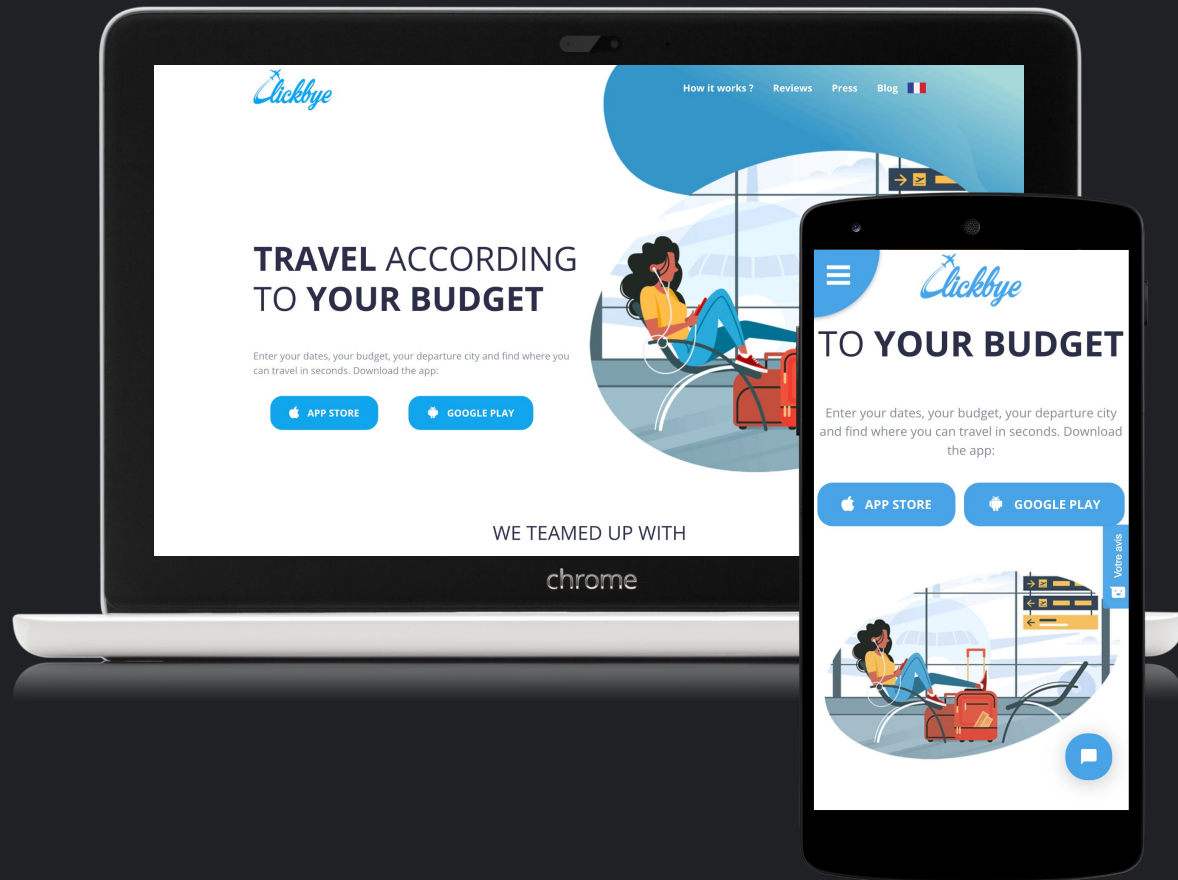 Clickbye
How it works ? Reviews Press Blog
TRAVEL ACCORDING
TO YOUR BUDGET
Enter your dates, your budget, your departure city and find where you
can travel in seconds. Download the app:
APP STORE GOOGLE PLAY
WE TEAMED UP WITH
chrome
Clickbye
TO YOUR BUDGET
Enter your dates, your budget, your departure city
and find where you can travel in seconds. Download
the app:
APP STORE GOOGLE PLAY
Votre avis